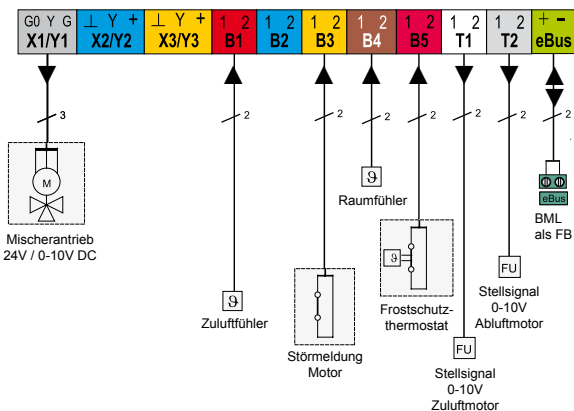 G0 Y G
X1/Y1
⊥ Y +
X2/Y2
⊥ Y +
X3/Y3
1 2
B1
1 2
B2
1 2
B3
1 2
B4
1 2
B5
1 2
T1
1 2
T2
+ −
eBus
3
2
2
2
2
2
2
2
M
Mischerantrieb
24V / 0-10V DC
ϑ
Zuluftfühler
Störmeldung
Motor
ϑ
Raumfühler
ϑ
Frostschutz-
thermostat
FU
Stellsignal
0-10V
Zuluftmotor
FU
Stellsignal
0-10V
Abluftmotor
eBus
BML
als FB